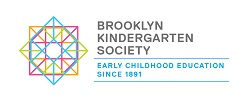 BROOKLYN
KINDERGARTEN
SOCIETY
EARLY CHILDHOOD EDUCATION
SINCE 1891